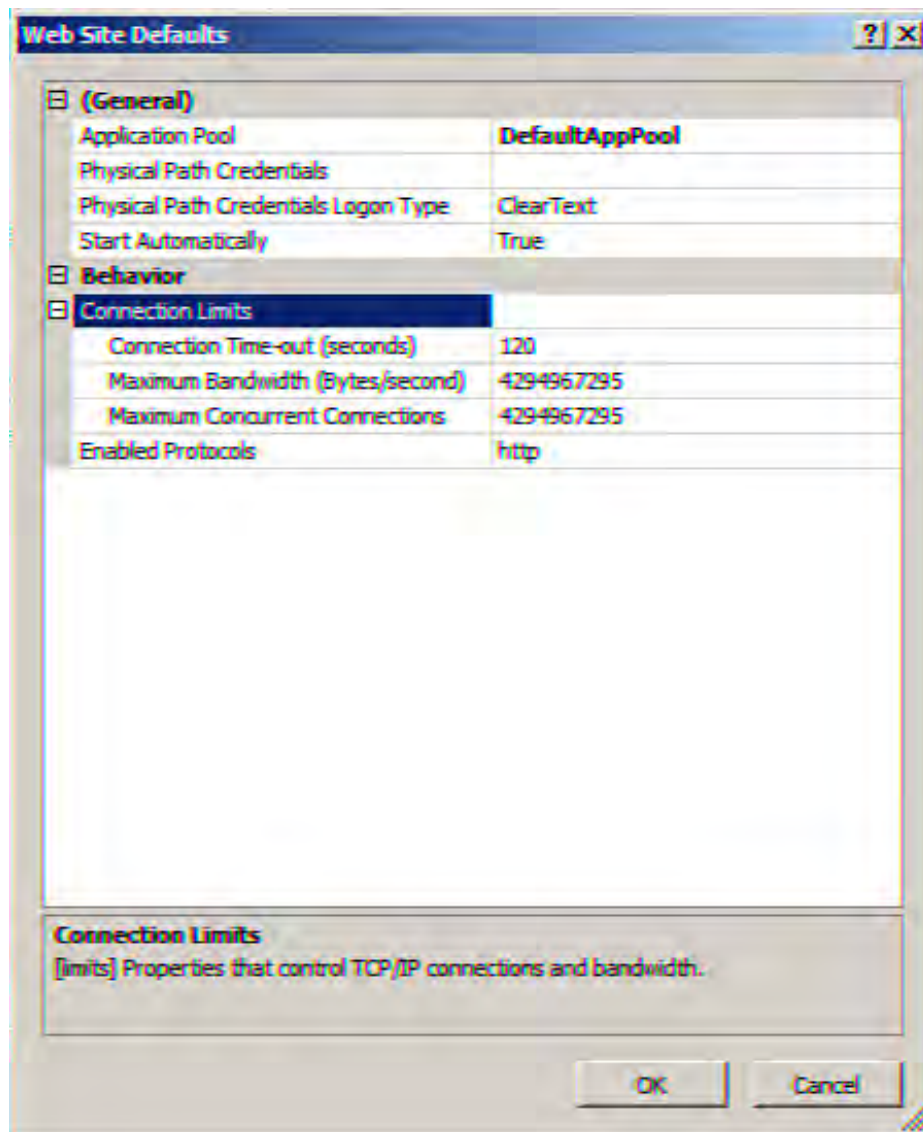 Web Site Defaults
(General)
Application Pool DefaultAppPool
Physical Path Credentials
Physical Path Credentials Logon Type ClearText
Start Automatically True
Behavior
Connection Limits
Connection Time-out (seconds) 120
Maximum Bandwidth (Bytes/second) 4294967295
Maximum Concurrent Connections 4294967295
Enabled Protocols http
Connection Limits
[limits] Properties that control TCP/IP connections and bandwidth.
OK Cancel